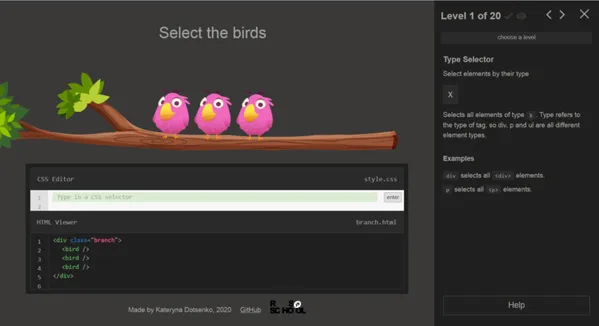 Select the birds
CSS Editor
style.css
1
Type in a CSS selector
enter
2
HTML Viewer
branch.html
1
<div class="branch">
2
<bird />
3
<bird />
4
<bird />
5
</div>
6
Made by Kateryna Dotsenko, 2020
GitHub
RS
SCHOOL
Level 1 of 20
choose a level
Type Selector
Select elements by their type
X
Selects all elements of type x. Type refers
to the type of tag, so div, p and ul are all different
element types.
Examples
div selects all <div> elements.
p selects all <p> elements.
Help